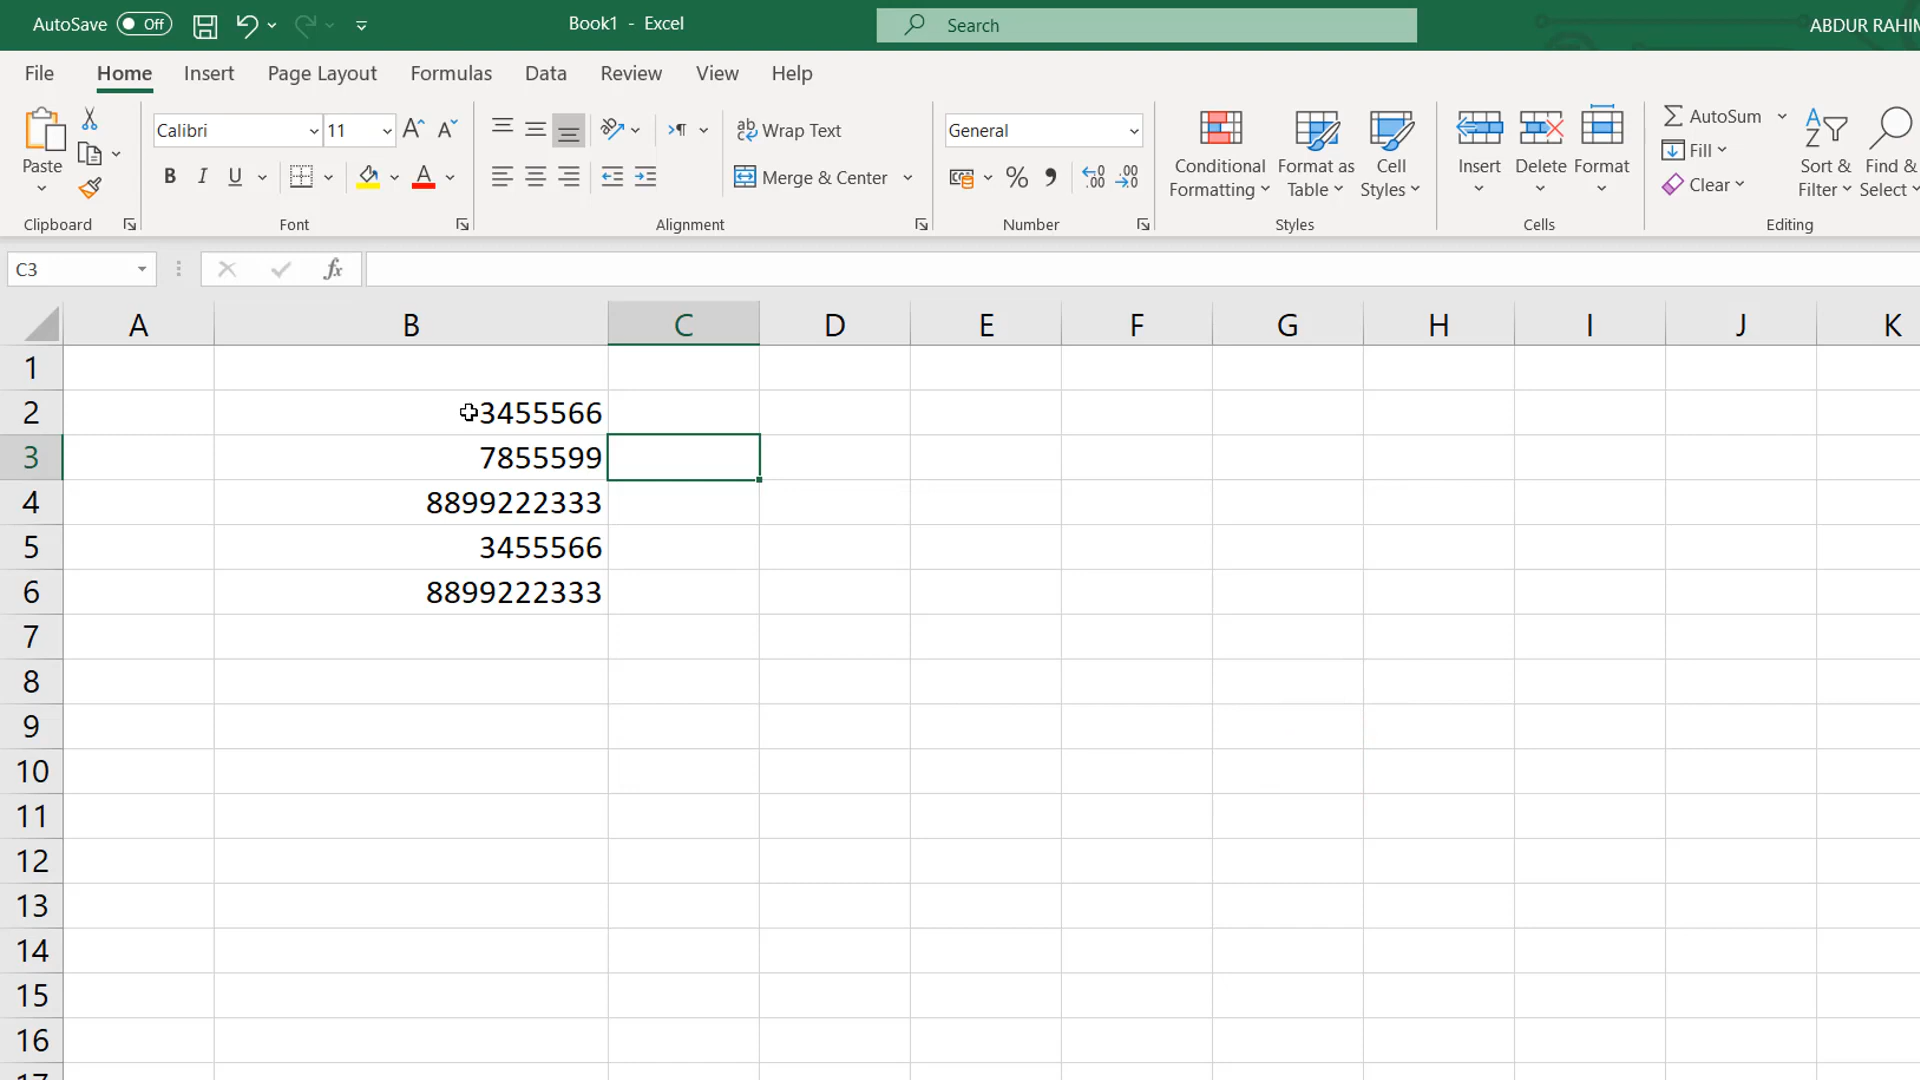 AutoSave Off Book1 - Excel Search ABDUR RAHIM
File Home Insert Page Layout Formulas Data Review View Help
Paste
Clipboard
Calibri 11
B I U
Font
Wrap Text
Merge & Center
Alignment
General
% .00 .00
Number
Conditional Formatting
Format as Table
Cell Styles
Styles
Insert Delete Format
Cells
AutoSum
Fill
Clear
Sort & Filter
Find & Select
Editing
C3 fx
A B C D E F G H I J K
1
2 3455566
3 7855599
4 8899222333
5 3455566
6 8899222333
7
8
9
10
11
12
13
14
15
16
17